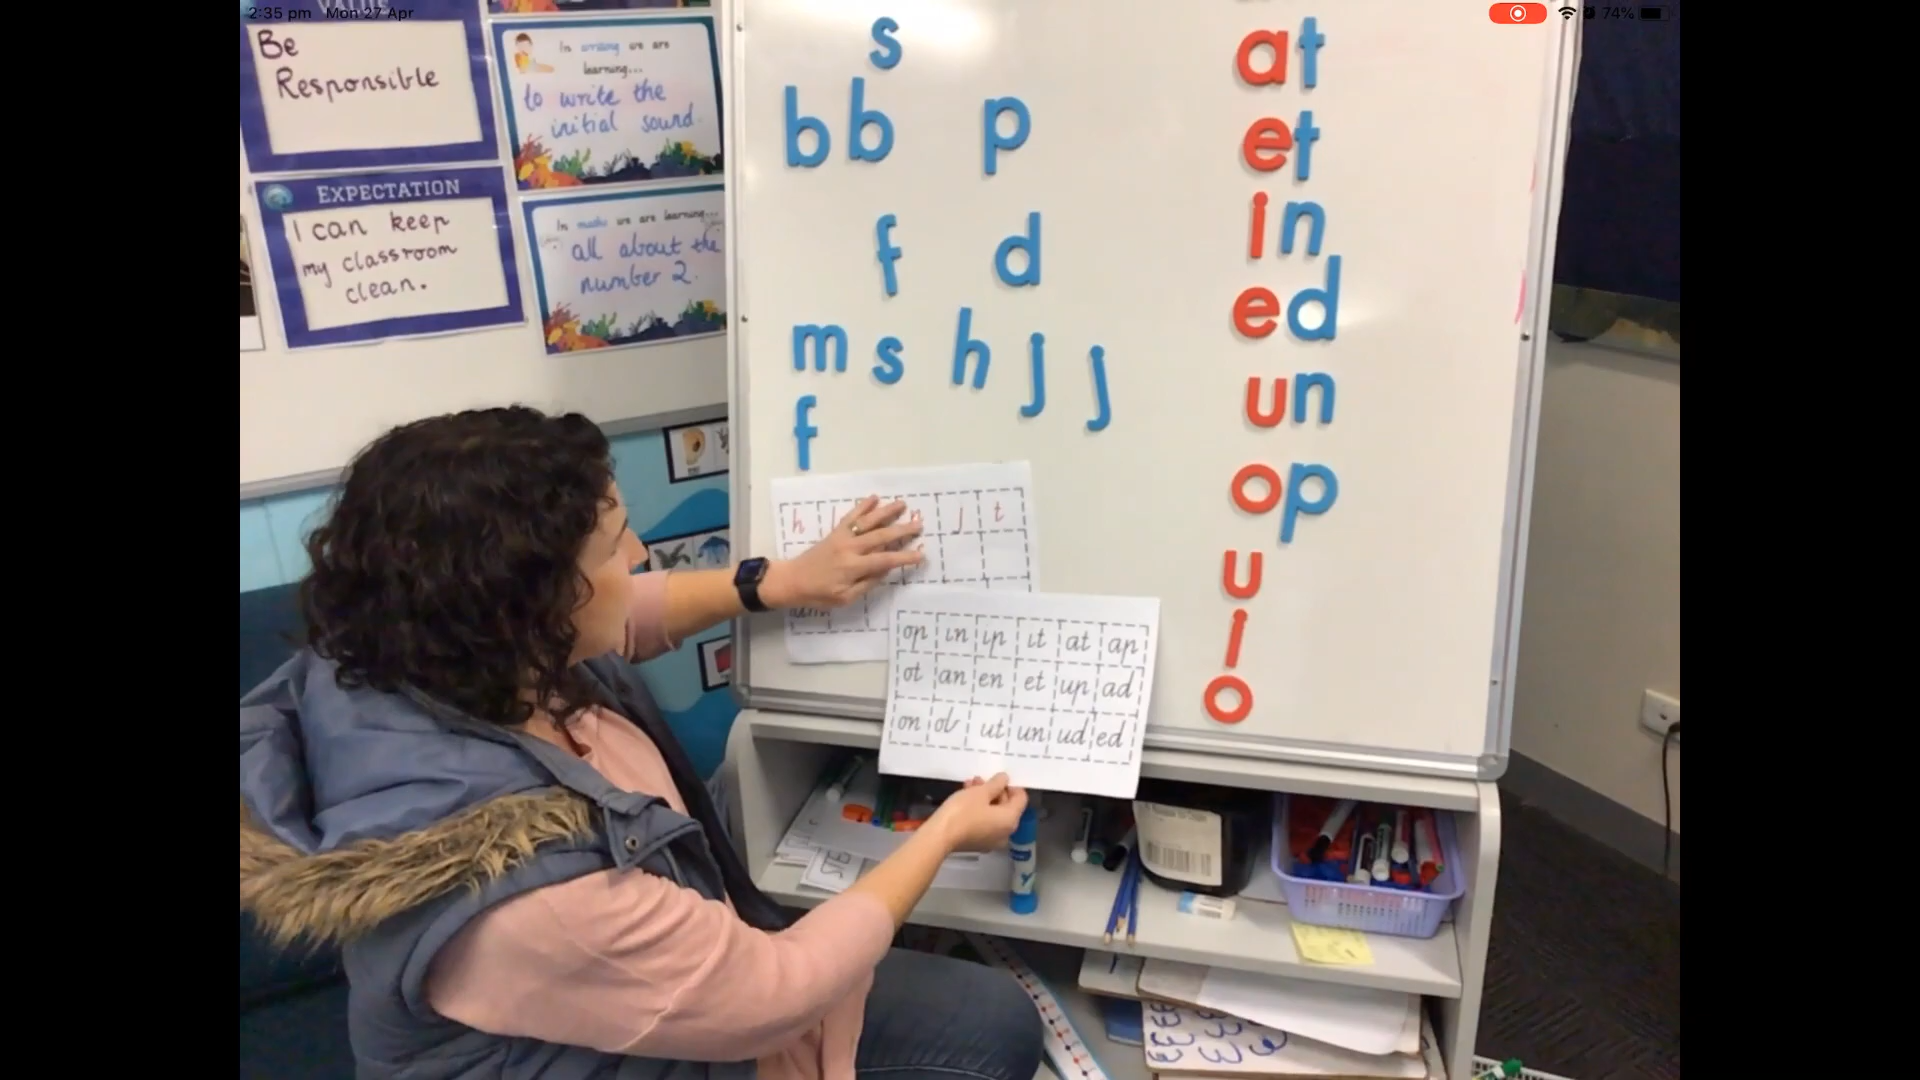 2:35 pm Mon 27 Apr
74%
VALUE
Be
Responsible
In writing we are
learning...
to write the
initial sound.
EXPECTATION
I can keep
my classroom
clean.
In maths we are learning...
all about the
number 2.
s
bb p
f d
m s h j j
f
at
et
in
ed
un
op
u
i
o
h
n j t
op in ip it at ap
ot an en et up ad
on ob ut un ud ed